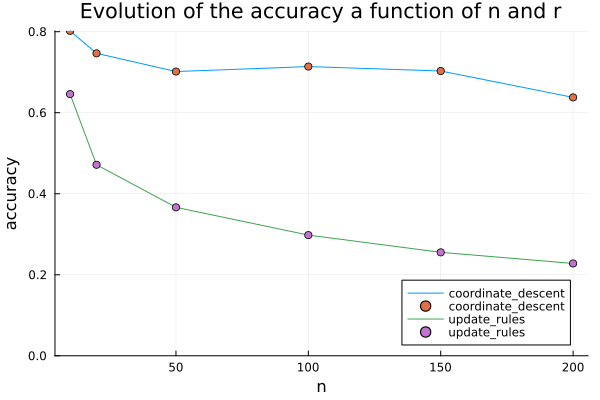 Evolution of the accuracy a function of n and r
0.8
0.6
0.4
0.2
0.0
accuracy
50
100
150
200
n
coordinate_descent
coordinate_descent
update_rules
update_rules